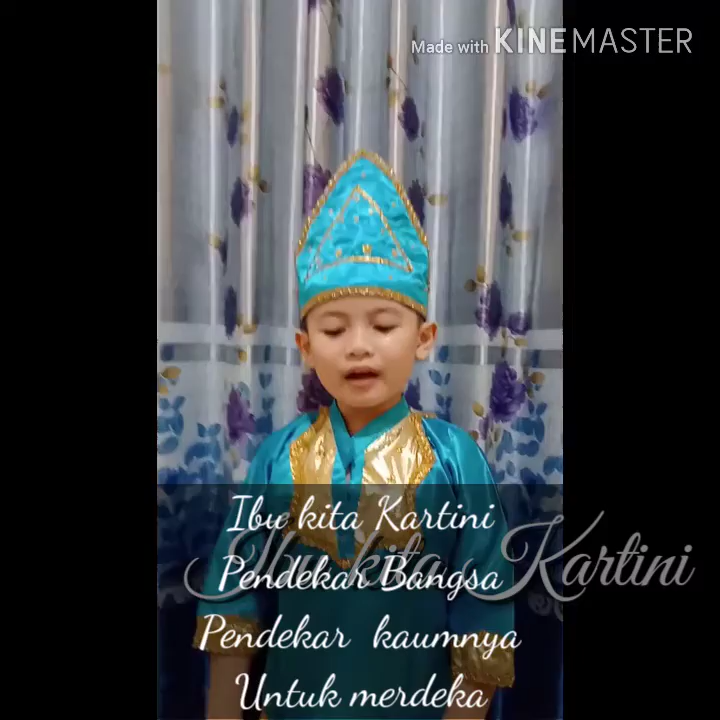 Made with KINEMASTER
Ibu kita Kartini
Ibu kita Kartini
Pendekar Bangsa
Pendekar kaumnya
Untuk merdeka